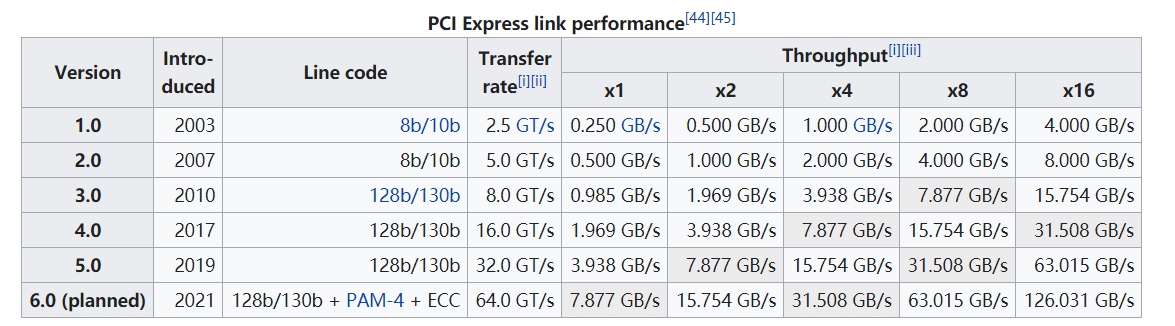 PCI Express link performance[44][45]
Version Intro-duced Line code Transfer rate[i][ii] Throughput[i][iii]
x1 x2 x4 x8 x16
1.0 2003 8b/10b 2.5 GT/s 0.250 GB/s 0.500 GB/s 1.000 GB/s 2.000 GB/s 4.000 GB/s
2.0 2007 8b/10b 5.0 GT/s 0.500 GB/s 1.000 GB/s 2.000 GB/s 4.000 GB/s 8.000 GB/s
3.0 2010 128b/130b 8.0 GT/s 0.985 GB/s 1.969 GB/s 3.938 GB/s 7.877 GB/s 15.754 GB/s
4.0 2017 128b/130b 16.0 GT/s 1.969 GB/s 3.938 GB/s 7.877 GB/s 15.754 GB/s 31.508 GB/s
5.0 2019 128b/130b 32.0 GT/s 3.938 GB/s 7.877 GB/s 15.754 GB/s 31.508 GB/s 63.015 GB/s
6.0 (planned) 2021 128b/130b + PAM-4 + ECC 64.0 GT/s 7.877 GB/s 15.754 GB/s 31.508 GB/s 63.015 GB/s 126.031 GB/s